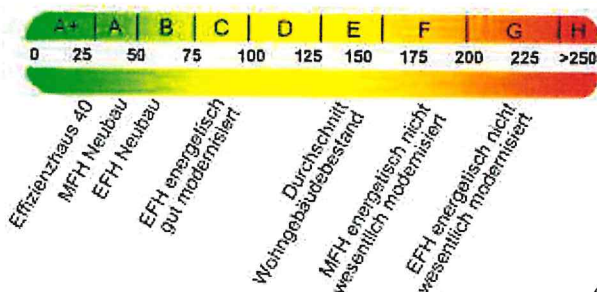 A+ A B C D E F G H
0 25 50 75 100 125 150 175 200 225 >250
Effizienzhaus 40
MFH Neubau
EFH Neubau
EFH energetisch
gut modernisiert
Durchschnitt
Wohngebäudebestand
MFH energetisch nicht
wesentlich modernisiert
EFH energetisch nicht
wesentlich modernisiert